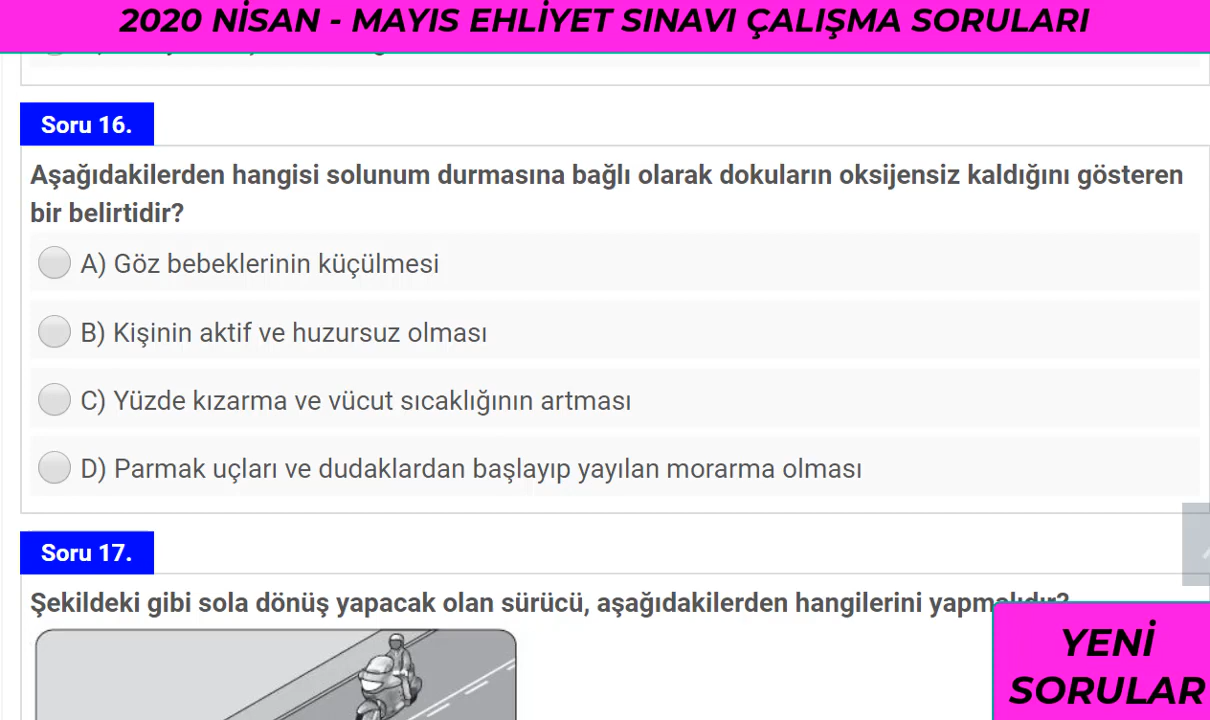 2020 NİSAN - MAYIS EHLİYET SINAVI ÇALIŞMA SORULARI
Soru 16.
Aşağıdakilerden hangisi solunum durmasına bağlı olarak dokuların oksijensiz kaldığını gösteren
bir belirtidir?
A) Göz bebeklerinin küçülmesi
B) Kişinin aktif ve huzursuz olması
C) Yüzde kızarma ve vücut sıcaklığının artması
D) Parmak uçları ve dudaklardan başlayıp yayılan morarma olması
Soru 17.
Şekildeki gibi sola dönüş yapacak olan sürücü, aşağıdakilerden hangilerini yapmalıdır?
YENİ
SORULAR